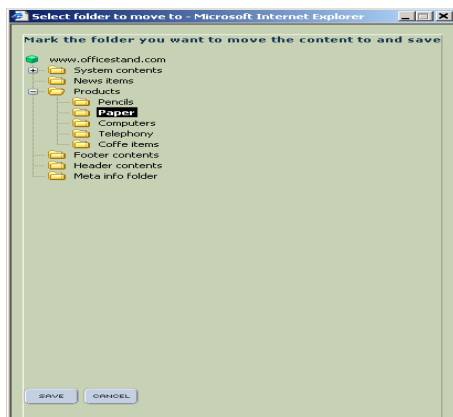 Select folder to move to - Microsoft Internet Explorer
Mark the folder you want to move the content to and save
www.officestand.com
System contents
News items
Products
Pencils
Paper
Computers
Telephony
Coffe items
Footer contents
Header contents
Meta info folder
SAVE CANCEL